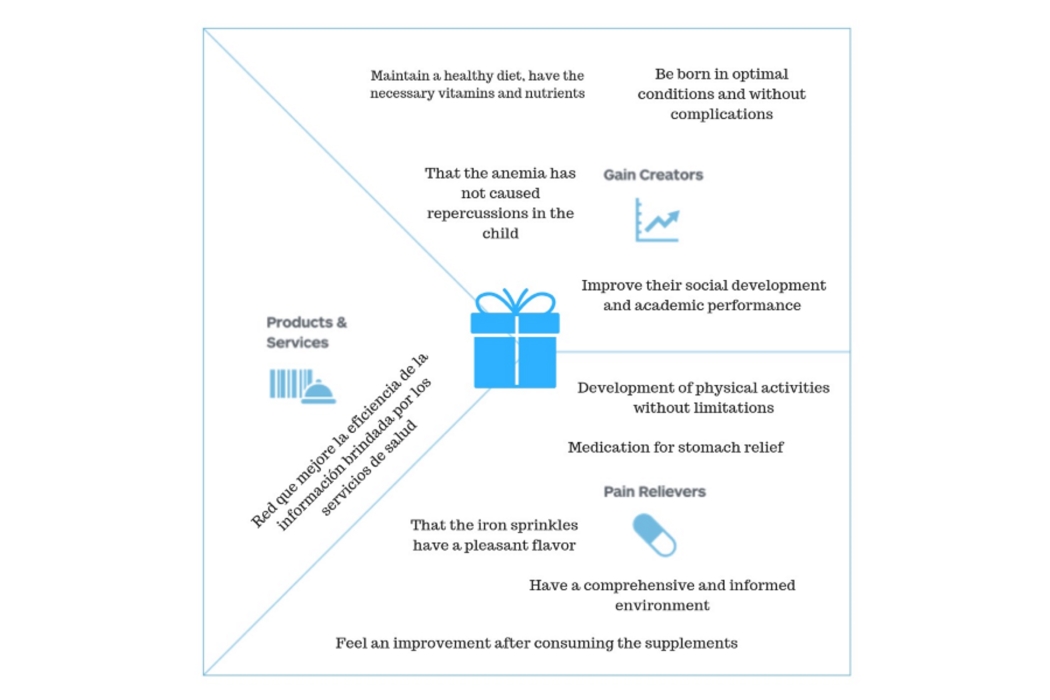 Maintain a healthy diet, have the
necessary vitamins and nutrients
Be born in optimal
conditions and without
complications
That the anemia has
not caused
repercussions in the
child
Gain Creators
Improve their social development
and academic performance
Products &
Services
Red que mejore la eficiencia de la
información brindada por los
servicios de salud
Development of physical activities
without limitations
Medication for stomach relief
Pain Relievers
That the iron sprinkles
have a pleasant flavor
Have a comprehensive and informed
environment
Feel an improvement after consuming the supplements